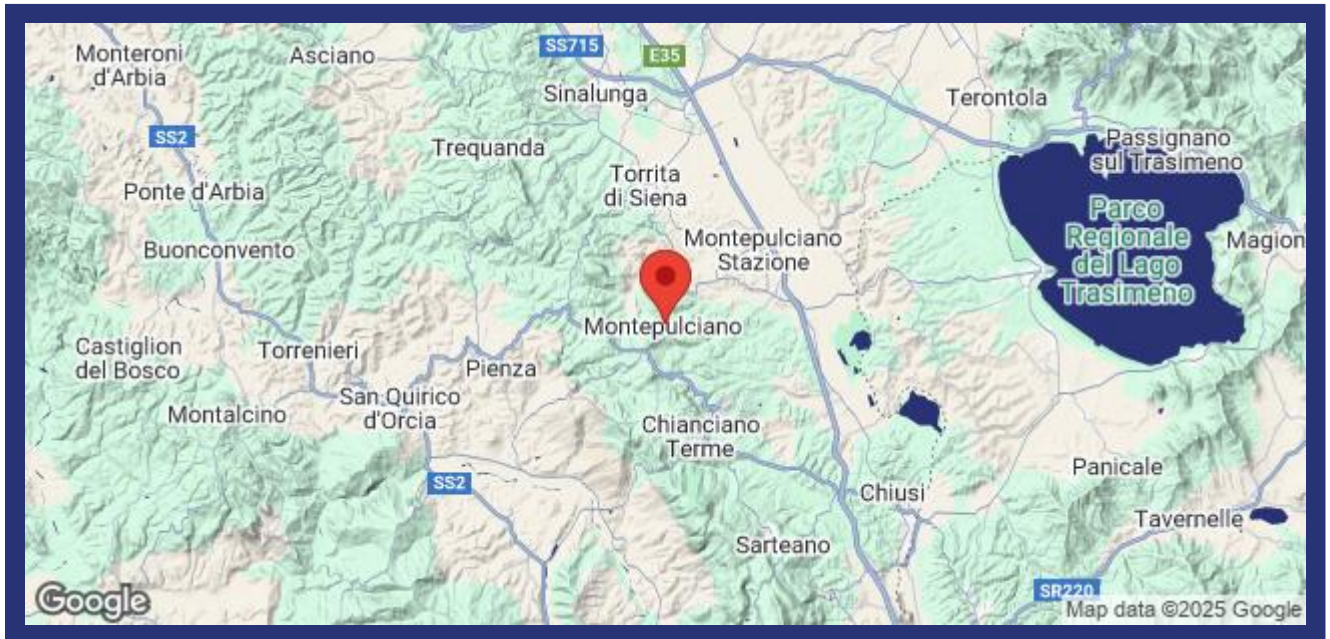 Monteroni
d'Arbia
Asciano
SS715
E35
Sinalunga
Terontola
SS2
Trequanda
Passignano
sul Trasimeno
Torrita
di Siena
Ponte d'Arbia
Parco
Regionale
del Lago
Trasimeno
Buonconvento
Montepulciano
Stazione
Magion
Montepulciano
Castiglion
del Bosco
Torrenieri
Pienza
San Quirico
d'Orcia
Montalcino
Chianciano
Terme
Panicale
SS2
Chiusi
Tavernelle
Sarteano
SR220
Google
Map data ©2025 Google